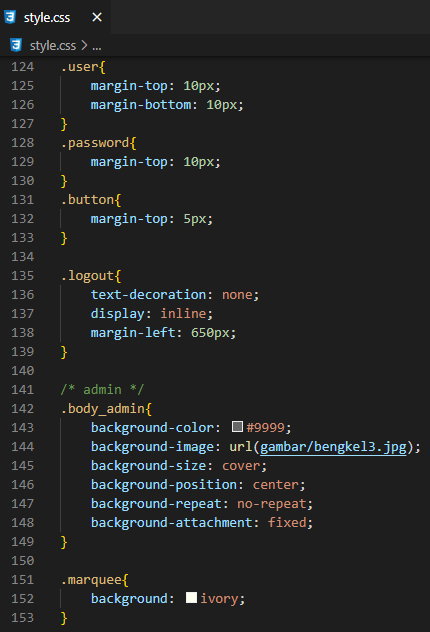 style.css ×
style.css > ...
124 .user{
125     margin-top: 10px;
126     margin-bottom: 10px;
127 }
128 .password{
129     margin-top: 10px;
130 }
131 .button{
132     margin-top: 5px;
133 }
134
135 .logout{
136     text-decoration: none;
137     display: inline;
138     margin-left: 650px;
139 }
140
141 /* admin */
142 .body_admin{
143     background-color: #9999;
144     background-image: url(gambar/bengkel3.jpg);
145     background-size: cover;
146     background-position: center;
147     background-repeat: no-repeat;
148     background-attachment: fixed;
149 }
150
151 .marquee{
152     background: ivory;
153 }